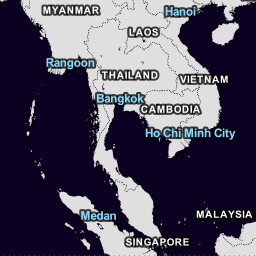 MYANMAR
Hanoi
LAOS
Rangoon
THAILAND
VIETNAM
Bangkok
CAMBODIA
Ho Chi Minh City
Medan
MALAYSIA
SINGAPORE